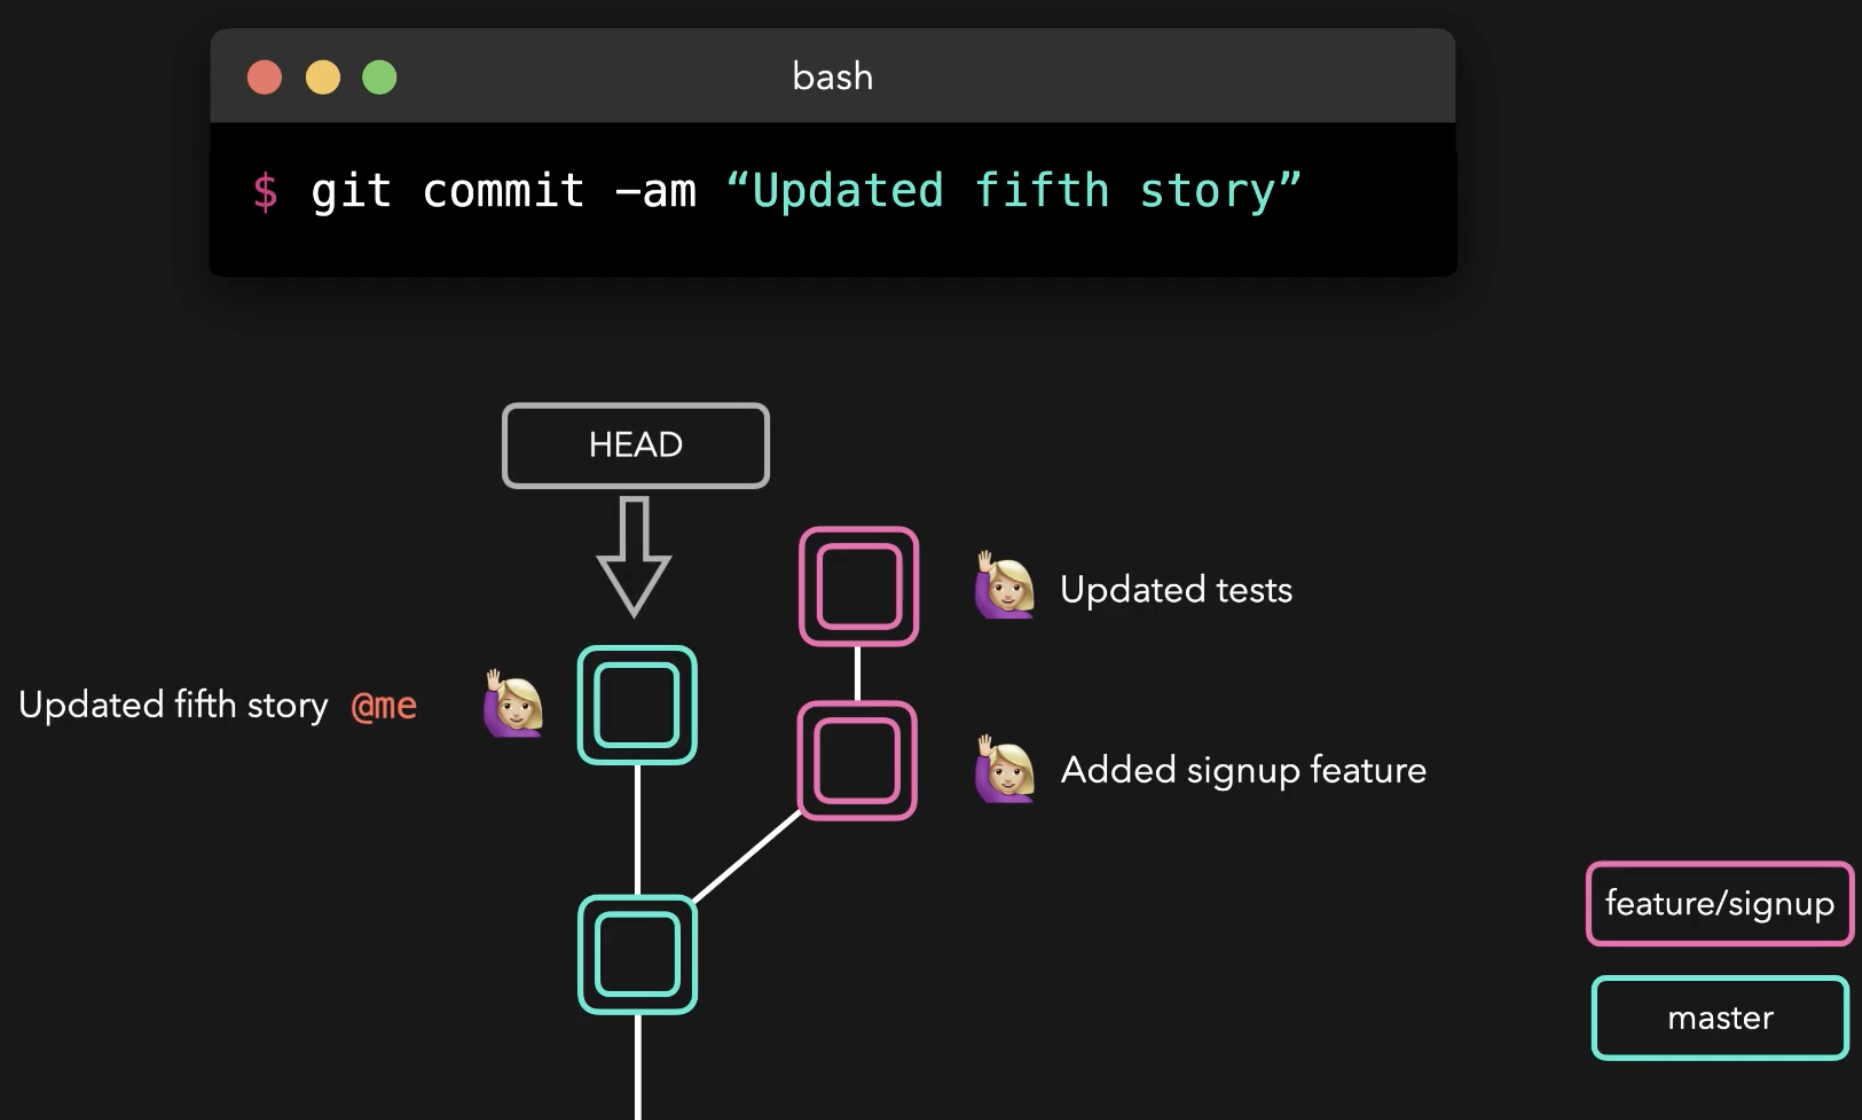 bash
$ git commit –am “Updated fifth story”
HEAD
Updated tests
Updated fifth story @me
Added signup feature
feature/signup
master